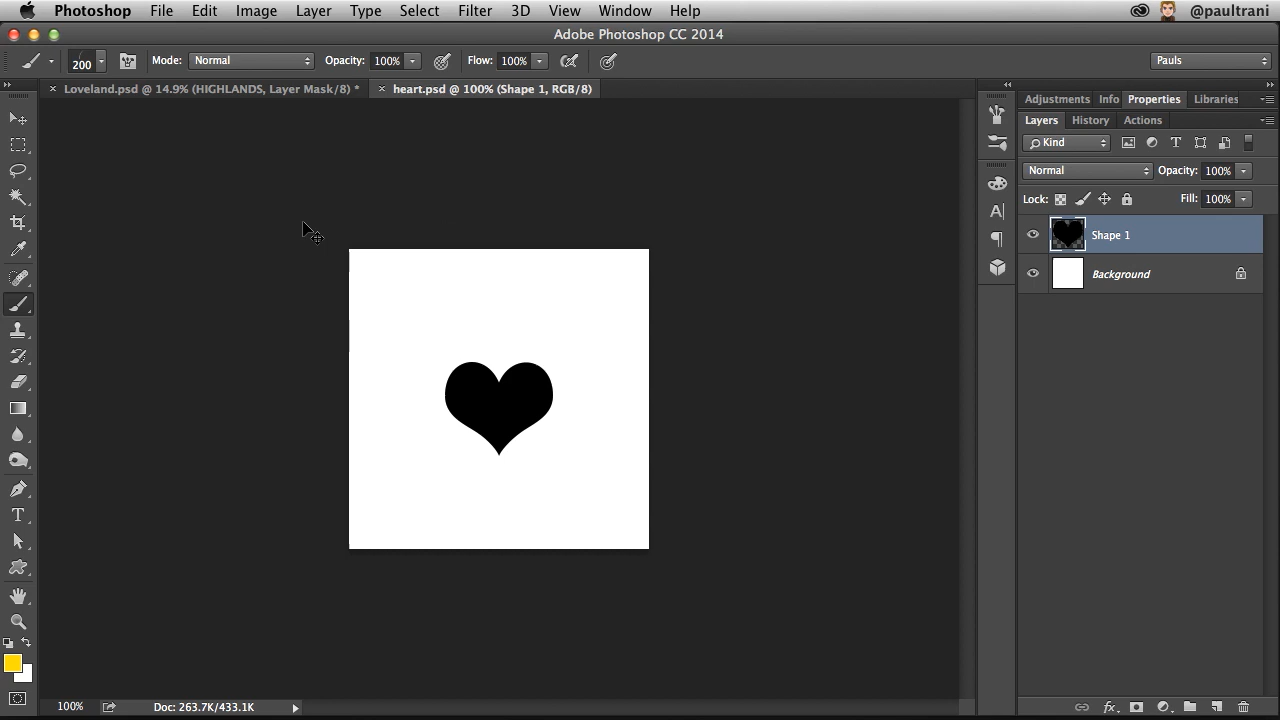 Photoshop File Edit Image Layer Type Select Filter 3D View Window Help @paultrani
Adobe Photoshop CC 2014
200 Mode: Normal Opacity: 100% Flow: 100% Pauls
× Loveland.psd @ 14.9% (HIGHLANDS, Layer Mask/8) * × heart.psd @ 100% (Shape 1, RGB/8)
Adjustments Info Properties Libraries
Layers History Actions
Kind
Normal Opacity: 100%
Lock: Fill: 100%
Shape 1
Background
100% Doc: 263.7K/433.1K